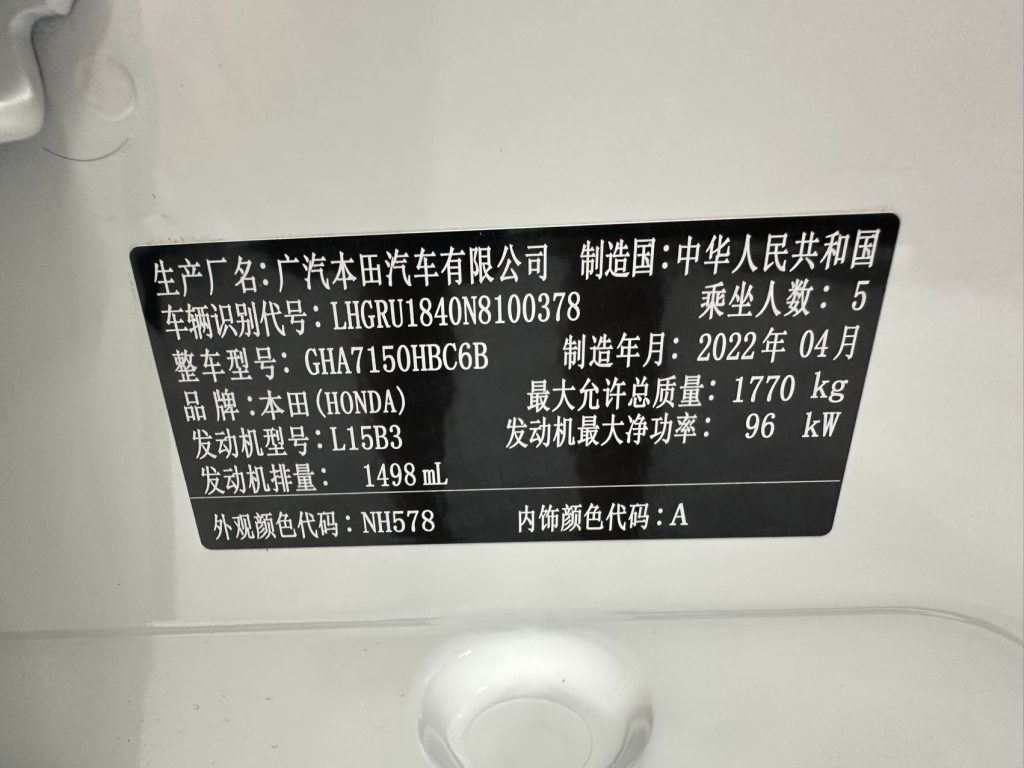 生产厂名：广汽本田汽车有限公司 制造国：中华人民共和国
车辆识别代号：LHGRU1840N8100378 乘坐人数：5
整车型号：GHA7150HBC6B 制造年月：2022年 04月
品牌：本田(HONDA) 最大允许总质量：1770 kg
发动机型号：L15B3 发动机最大净功率：96 kW
发动机排量：1498 mL
外观颜色代码：NH578 内饰颜色代码：A